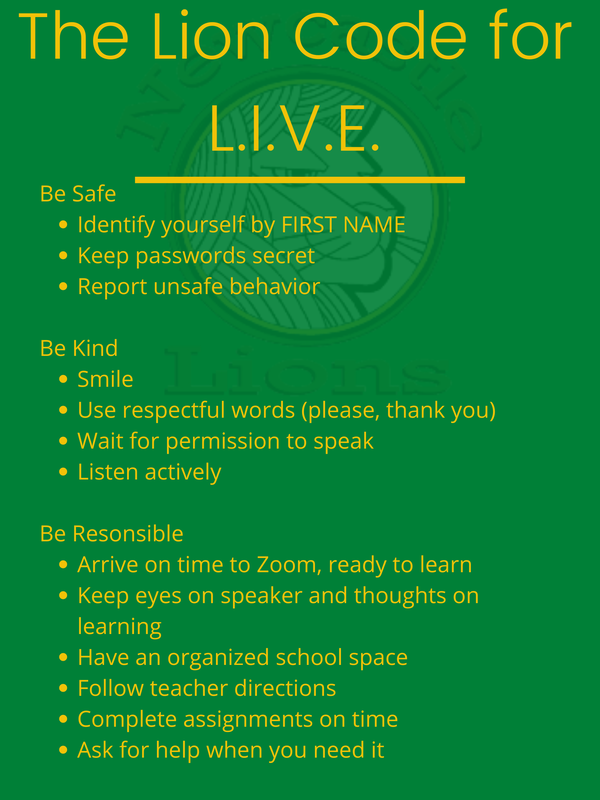 The Lion Code for
L.I.V.E.
Be Safe
• Identify yourself by FIRST NAME
• Keep passwords secret
• Report unsafe behavior
Be Kind
• Smile
• Use respectful words (please, thank you)
• Wait for permission to speak
• Listen actively
Be Resonsible
• Arrive on time to Zoom, ready to learn
• Keep eyes on speaker and thoughts on
learning
• Have an organized school space
• Follow teacher directions
• Complete assignments on time
• Ask for help when you need it
Lions